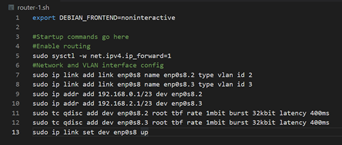 router-1.sh
1 export DEBIAN_FRONTEND=noninteractive
2
3 #Startup commands go here
4 #Enable routing
5 sudo sysctl -w net.ipv4.ip_forward=1
6 #Network and VLAN interface config
7 sudo ip link add link enp0s8 name enp0s8.2 type vlan id 2
8 sudo ip link add link enp0s8 name enp0s8.3 type vlan id 3
9 sudo ip addr add 192.168.0.1/23 dev enp0s8.2
10 sudo ip addr add 192.168.2.1/23 dev enp0s8.3
11 sudo tc qdisc add dev enp0s8.2 root tbf rate 1mbit burst 32kbit latency 400ms
12 sudo tc qdisc add dev enp0s8.3 root tbf rate 1mbit burst 32kbit latency 400ms
13 sudo ip link set dev enp0s8 up